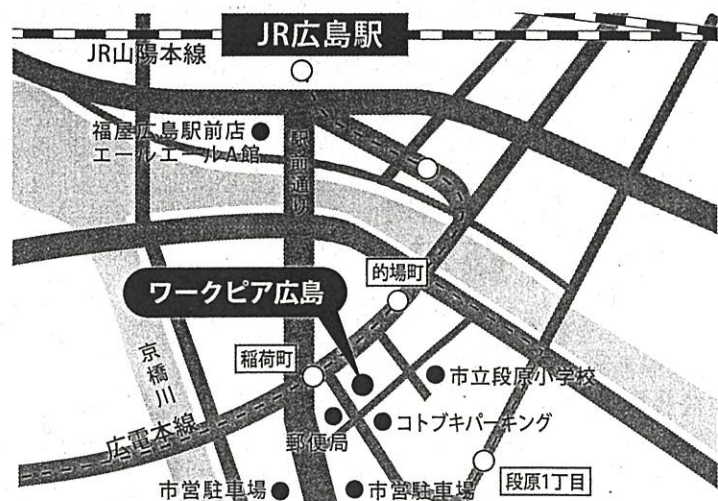 JR広島駅
JR山陽本線
福屋広島駅前店
エールエールA館
駅前通り
的場町
ワークピア広島
京橋川
稲荷町
市立段原小学校
コトブキパーキング
郵便局
広電本線
市営駐車場
市営駐車場
段原1丁目